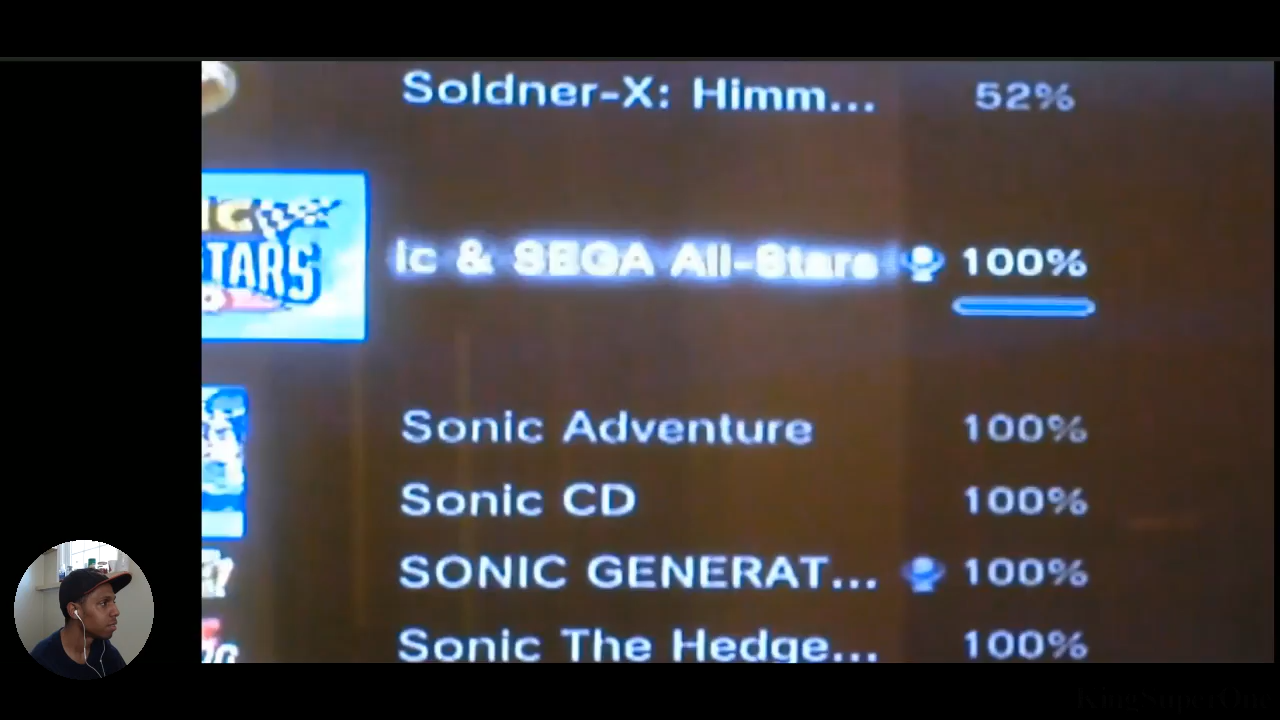 Soldner-X: Himm... 52%
IC
TARS
ic & SEGA All-Stars 100%
Sonic Adventure 100%
Sonic CD 100%
SONIC GENERAT... 100%
Sonic The Hedge... 100%